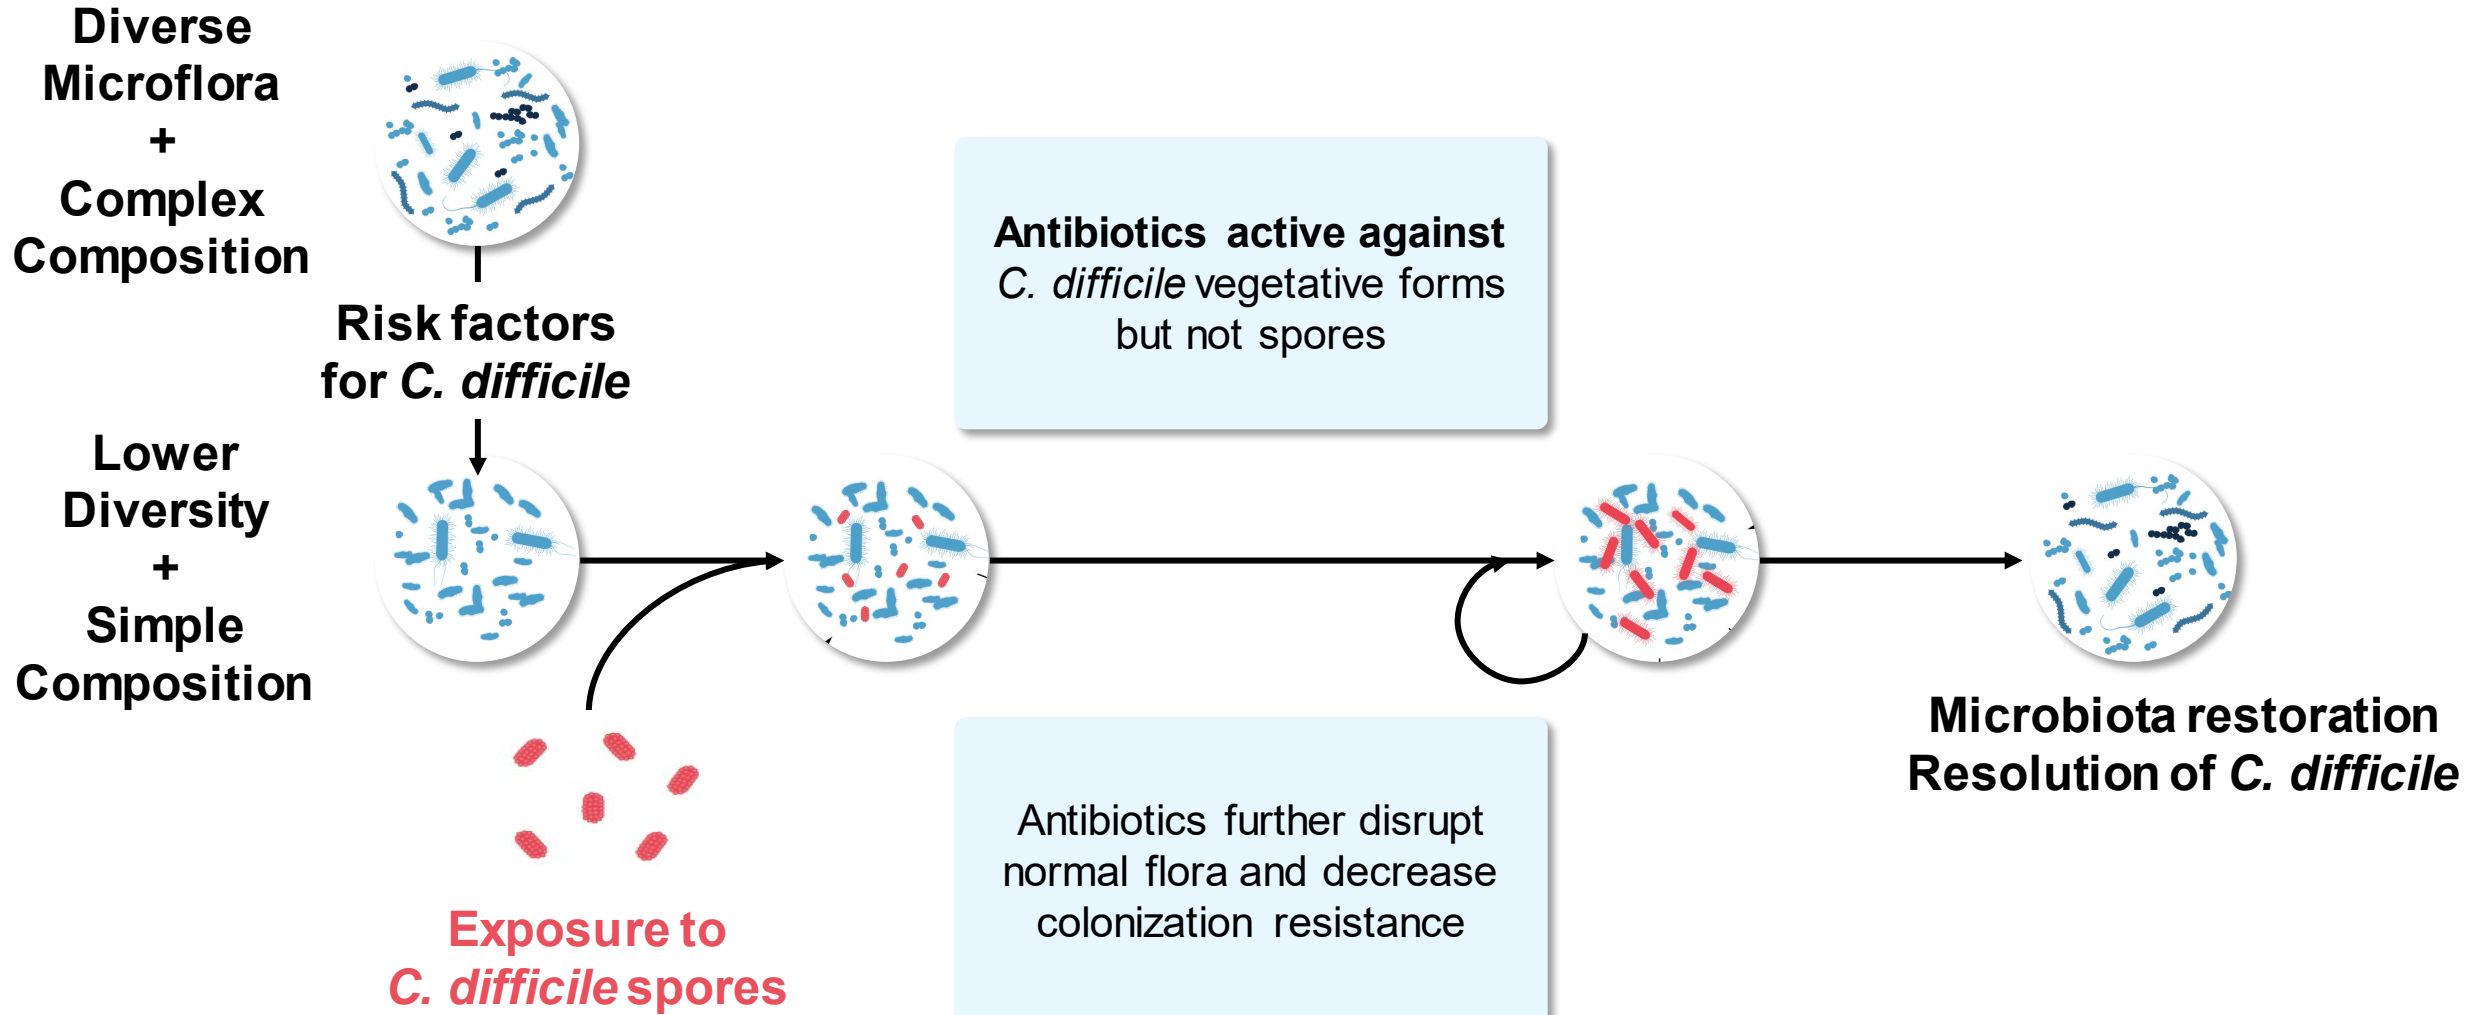 Diverse
Microflora
+
Complex
Composition
Risk factors
for C. difficile
Lower
Diversity
+
Simple
Composition
Exposure to
C. difficile spores
Antibiotics active against
C. difficile vegetative forms
but not spores
Antibiotics further disrupt
normal flora and decrease
colonization resistance
Microbiota restoration
Resolution of C. difficile